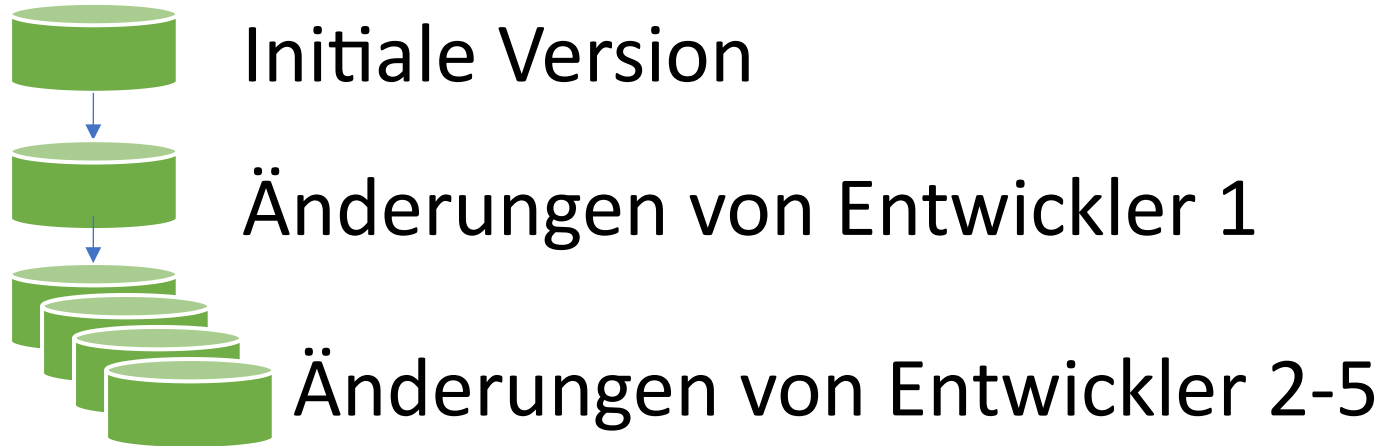 Initiale Version
Änderungen von Entwickler 1
Änderungen von Entwickler 2-5